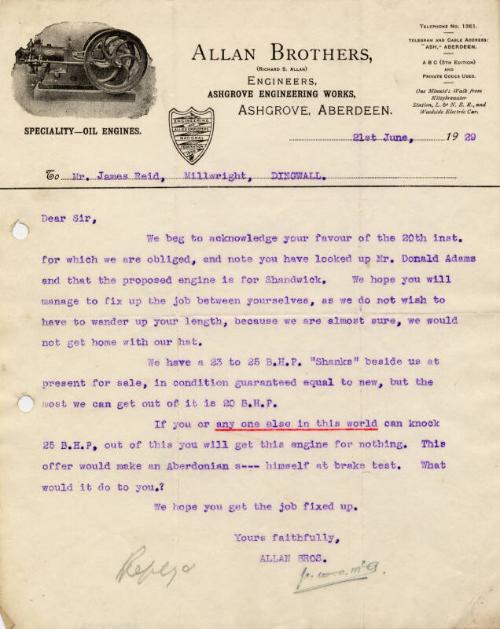 TELEPHONE NO. 1361.
TELEGRAM AND CABLE ADDRESS:
"ASH," ABERDEEN.
A B C (5TH EDITION)
AND
PRIVATE CODES USED.
One Minute's Walk from
Kittybrewster
Station, L. & N. E. R., and
Woodside Electric Car.
ALLAN BROTHERS,
(RICHARD S. ALLAN)
ENGINEERS,
ASHGROVE ENGINEERING WORKS,
ASHGROVE, ABERDEEN.
SPECIALITY—OIL ENGINES.
ENGINEERING
NATIONAL
21st June, 1929
To Mr. James Reid, Millwright, DINGWALL.
Dear Sir,
We beg to acknowledge your favour of the 20th inst.
for which we are obliged, and note you have looked up Mr. Donald Adams
and that the proposed engine is for Shandwick. We hope you will
manage to fix up the job between yourselves, as we do not wish to
have to wander up your length, because we are almost sure, we would
not get home with our hat.
We have a 23 to 25 B.H.P. "Shanks" beside us at
present for sale, in condition guaranteed equal to new, but the
most we can get out of it is 20 B.H.P.
If you or any one else in this world can knock
25 B.H.P, out of this you will get this engine for nothing. This
offer would make an Aberdonian s--- himself at brake test. What
would it do to you.?
We hope you get the job fixed up.
Yours faithfully,
ALLAN BROS.